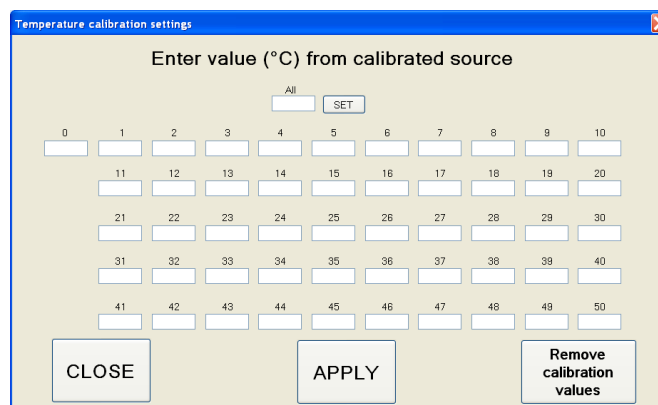 Temperature calibration settings
Enter value (°C) from calibrated source
All
SET
0 1 2 3 4 5 6 7 8 9 10
11 12 13 14 15 16 17 18 19 20
21 22 23 24 25 26 27 28 29 30
31 32 33 34 35 36 37 38 39 40
41 42 43 44 45 46 47 48 49 50
CLOSE
APPLY
Remove
calibration
values